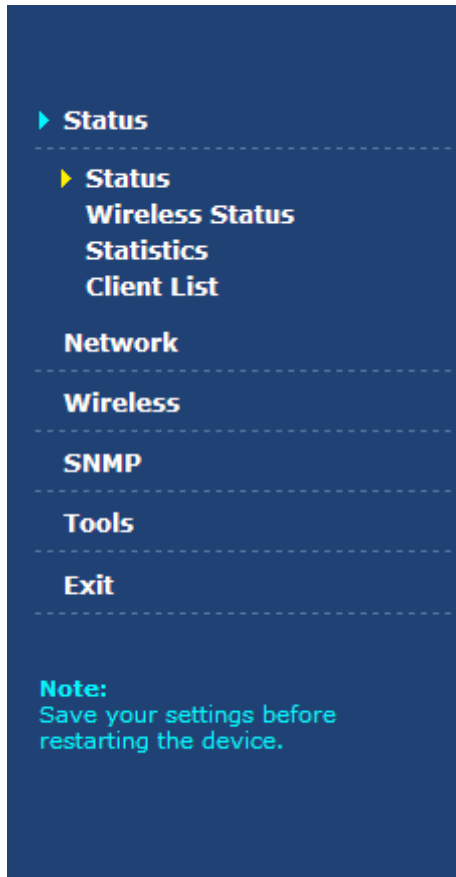 Status
Status
Wireless Status
Statistics
Client List
Network
Wireless
SNMP
Tools
Exit
Note:
Save your settings before
restarting the device.